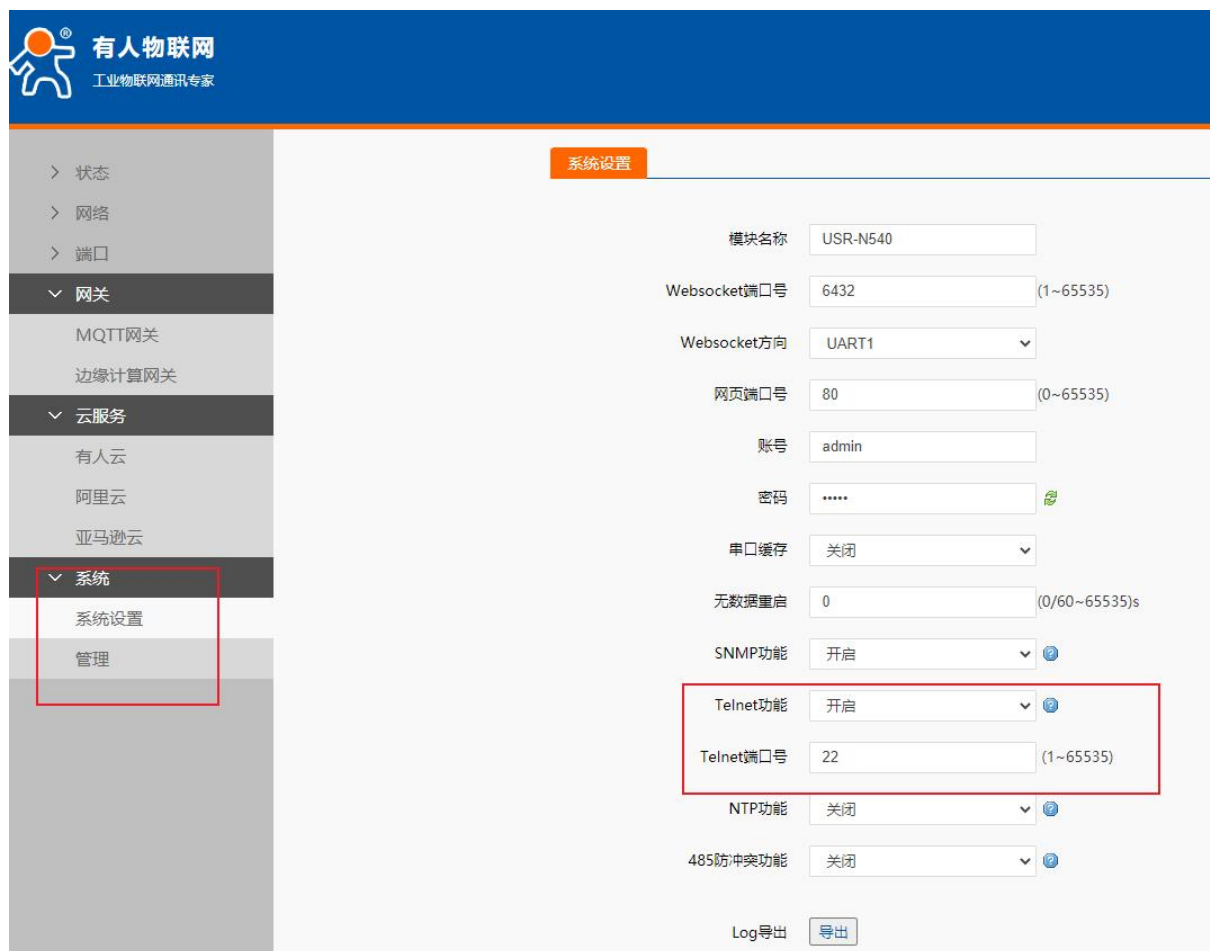 ®
有人物联网
工业物联网通讯专家
状态
网络
端口
网关
MQTT网关
边缘计算网关
云服务
有人云
阿里云
亚马逊云
系统
系统设置
管理
系统设置
模块名称 USR-N540
Websocket端口号 6432 (1~65535)
Websocket方向 UART1
网页端口号 80 (0~65535)
账号 admin
密码 •••••
串口缓存 关闭
无数据重启 0 (0/60~65535)s
SNMP功能 开启 ?
Telnet功能 开启 ?
Telnet端口号 22 (1~65535)
NTP功能 关闭 ?
485防冲突功能 关闭 ?
Log导出 导出